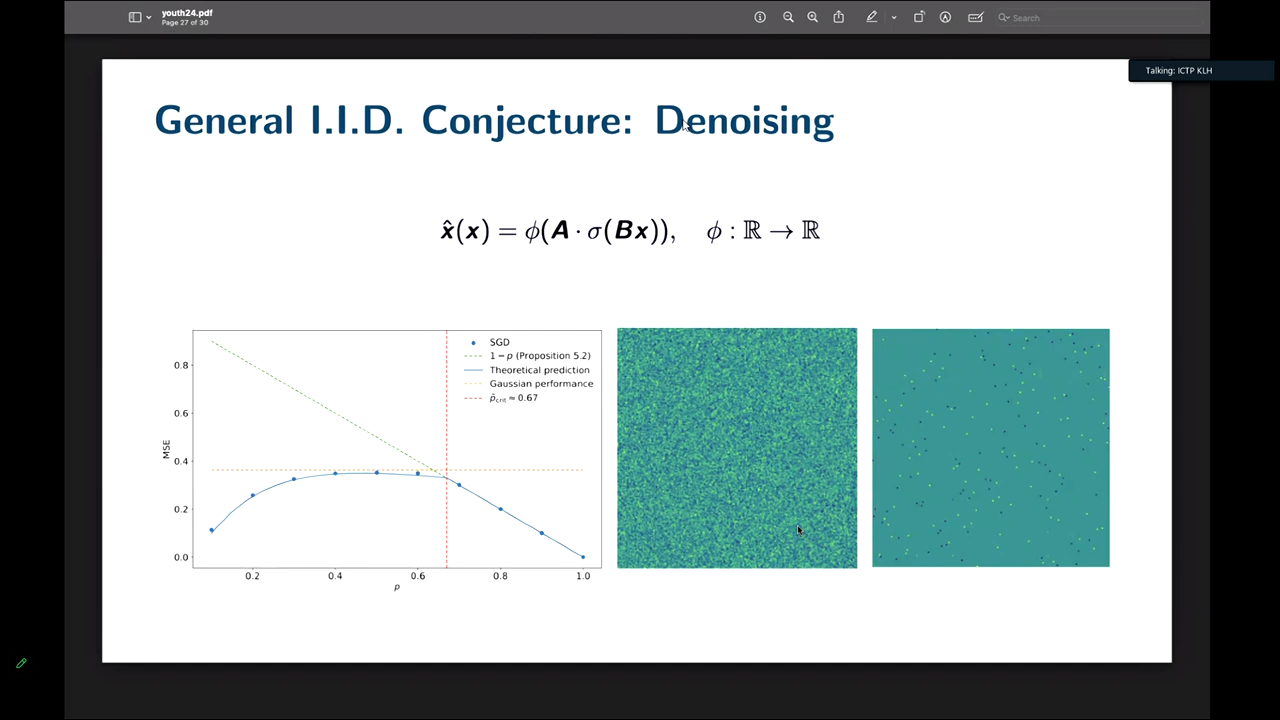 youth24.pdf
Page 27 of 30
Search
Talking: ICTP KLH
General I.I.D. Conjecture: Denoising
x̂(x) = ϕ(A · σ(Bx)), ϕ : ℝ → ℝ
SGD
1 − p (Proposition 5.2)
Theoretical prediction
Gaussian performance
p̂crit ≈ 0.67
MSE
0.8
0.6
0.4
0.2
0.0
0.2 0.4 0.6 0.8 1.0
p